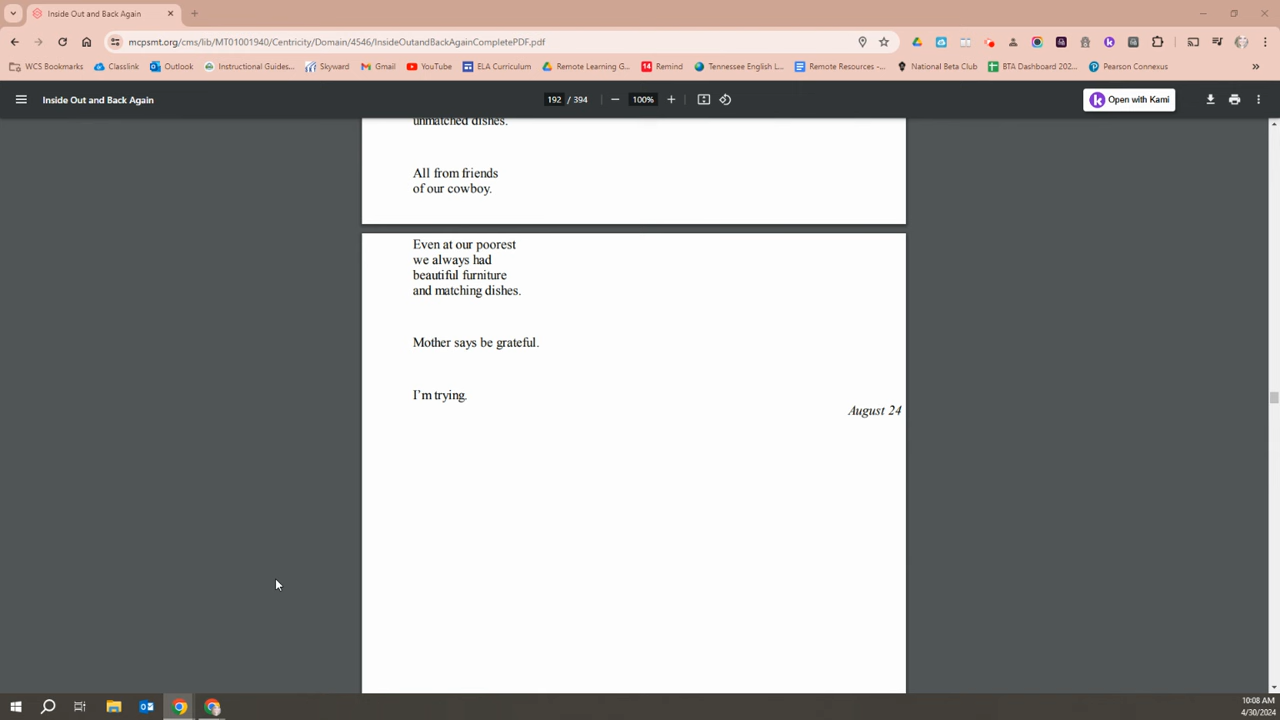 Inside Out and Back Again
mcpsmt.org/cms/lib/MT01001940/Centricity/Domain/4546/InsideOutandBackAgainCompletePDF.pdf
WCS Bookmarks Classlink Outlook Instructional Guides... Skyward Gmail YouTube ELA Curriculum Remote Learning G... Remind Tennessee English L... Remote Resources -... National Beta Club BTA Dashboard 202... Pearson Connexus
Inside Out and Back Again 192 / 394 100% Open with Kami
unmatched dishes.
All from friends
of our cowboy.
Even at our poorest
we always had
beautiful furniture
and matching dishes.
Mother says be grateful.
I'm trying.
August 24
10:08 AM
4/30/2024